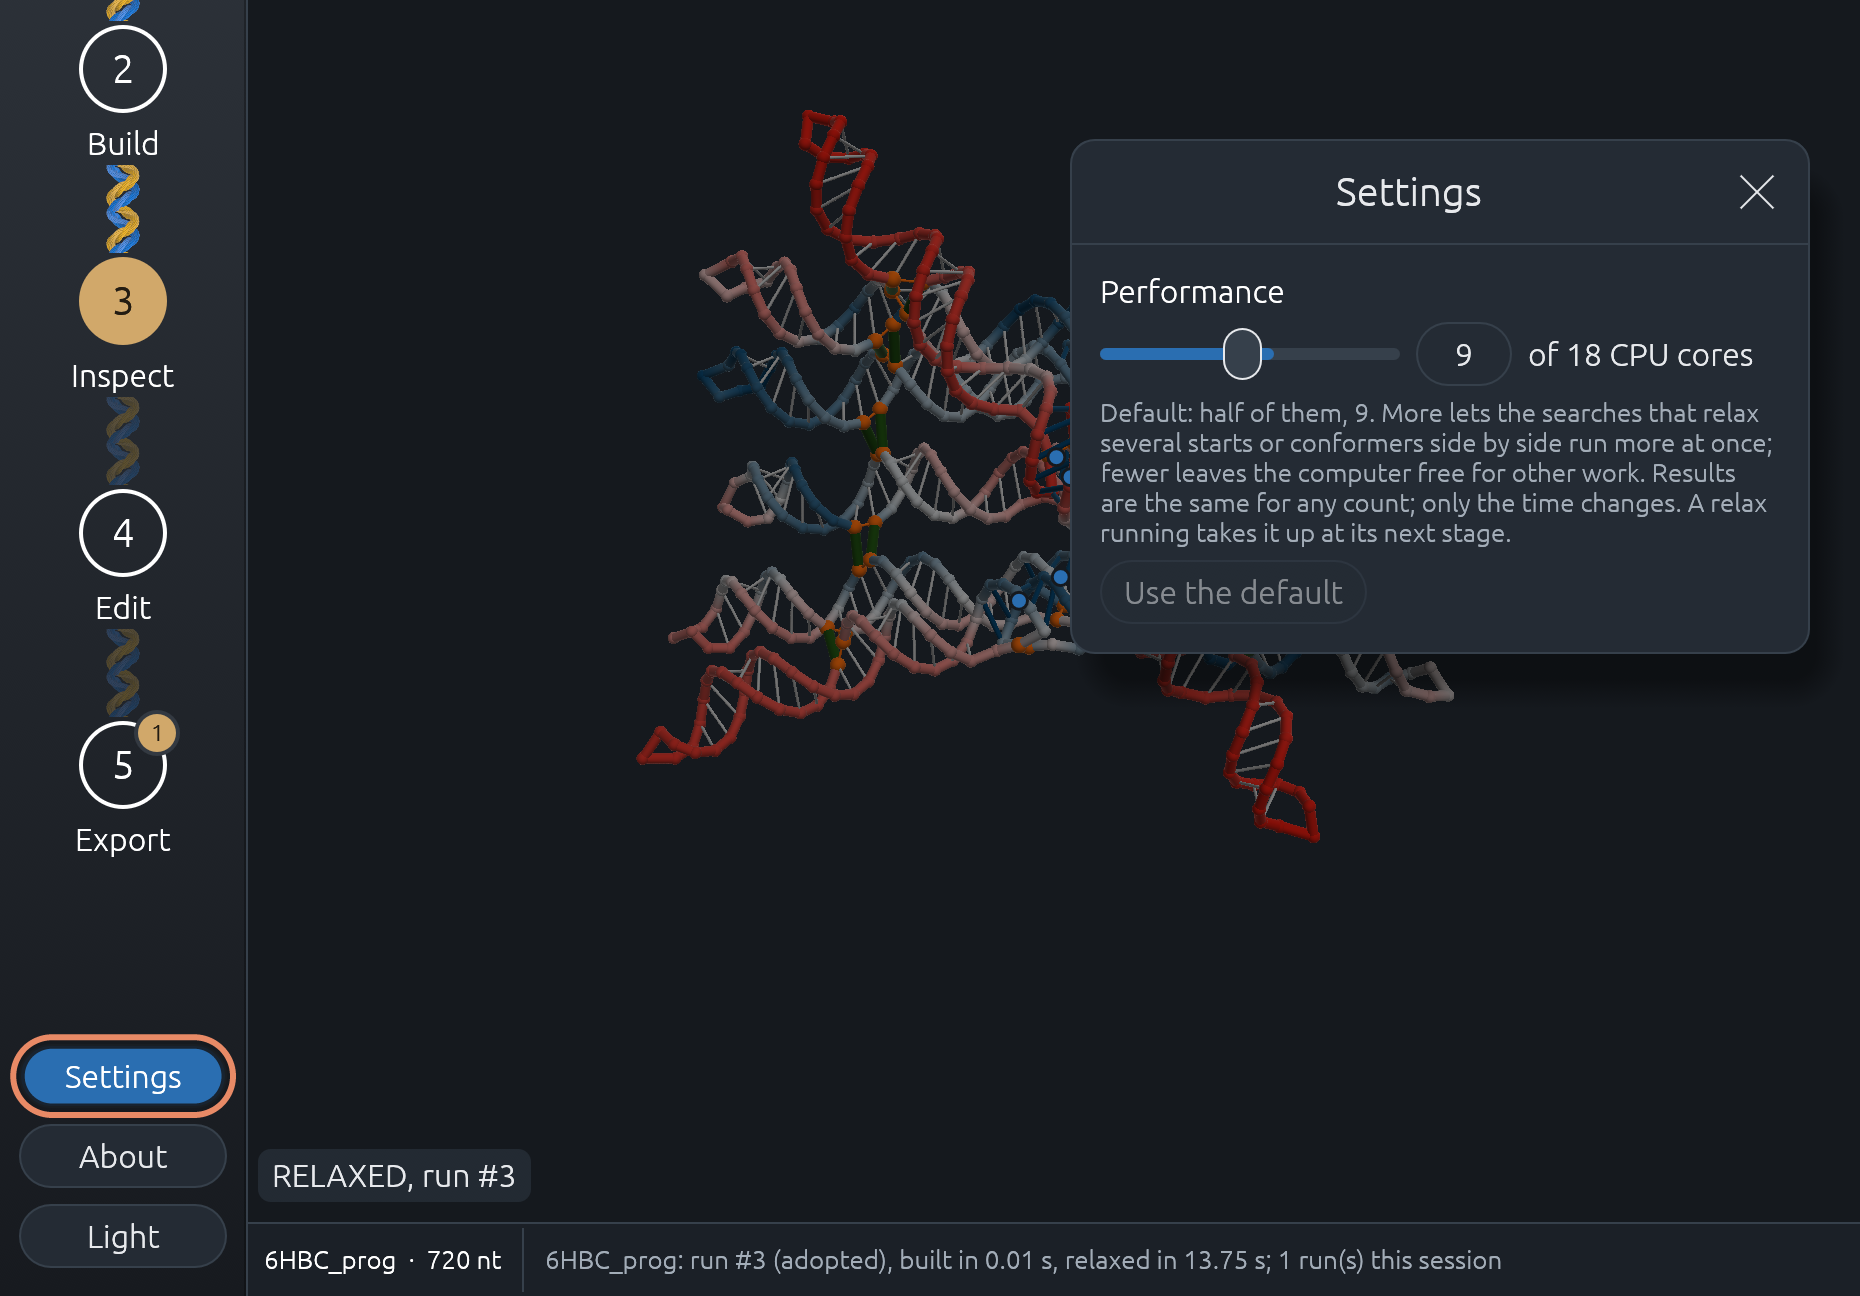 2
Build
3
Inspect
4
Edit
1
5
Export
Settings
About
Light
Settings
Performance
9 of 18 CPU cores
Default: half of them, 9. More lets the searches that relax
several starts or conformers side by side run more at once;
fewer leaves the computer free for other work. Results
are the same for any count; only the time changes. A relax
running takes it up at its next stage.
Use the default
RELAXED, run #3
6HBC_prog · 720 nt
6HBC_prog: run #3 (adopted), built in 0.01 s, relaxed in 13.75 s; 1 run(s) this session